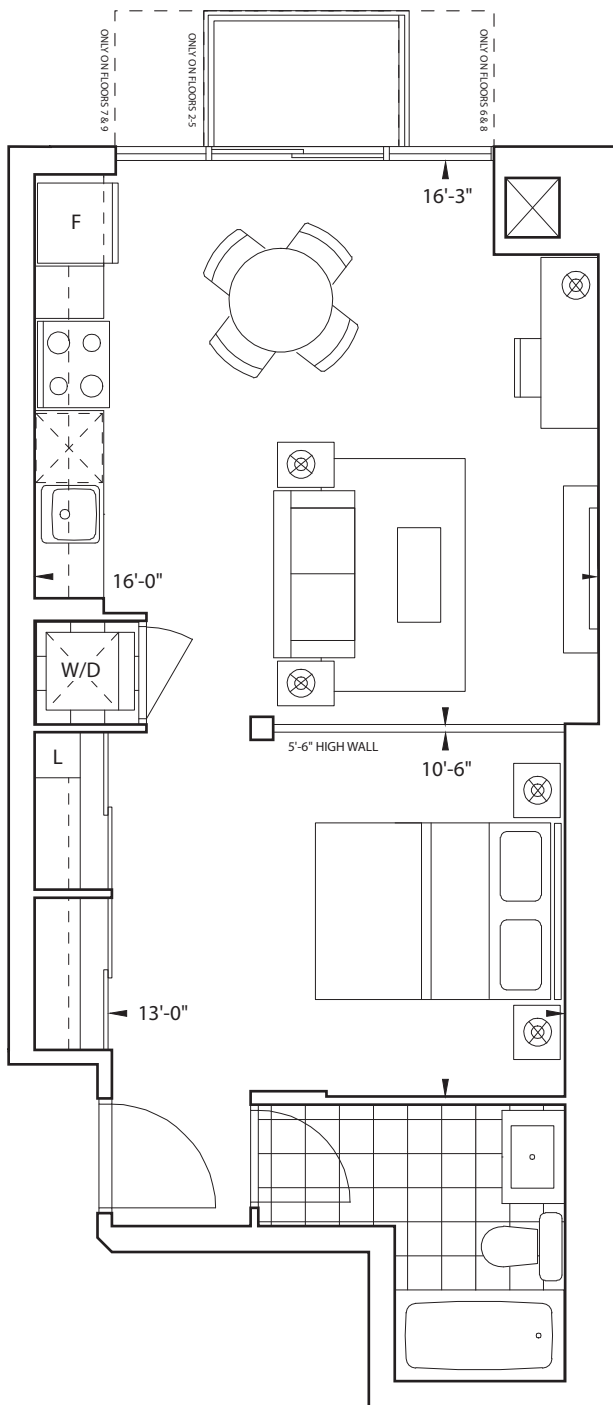 ONLY ON FLOORS 7 & 9
ONLY ON FLOORS 2-5
ONLY ON FLOORS 6 & 8
16'-3"
F
16'-0"
W/D
5'-6" HIGH WALL
L
10'-6"
13'-0"